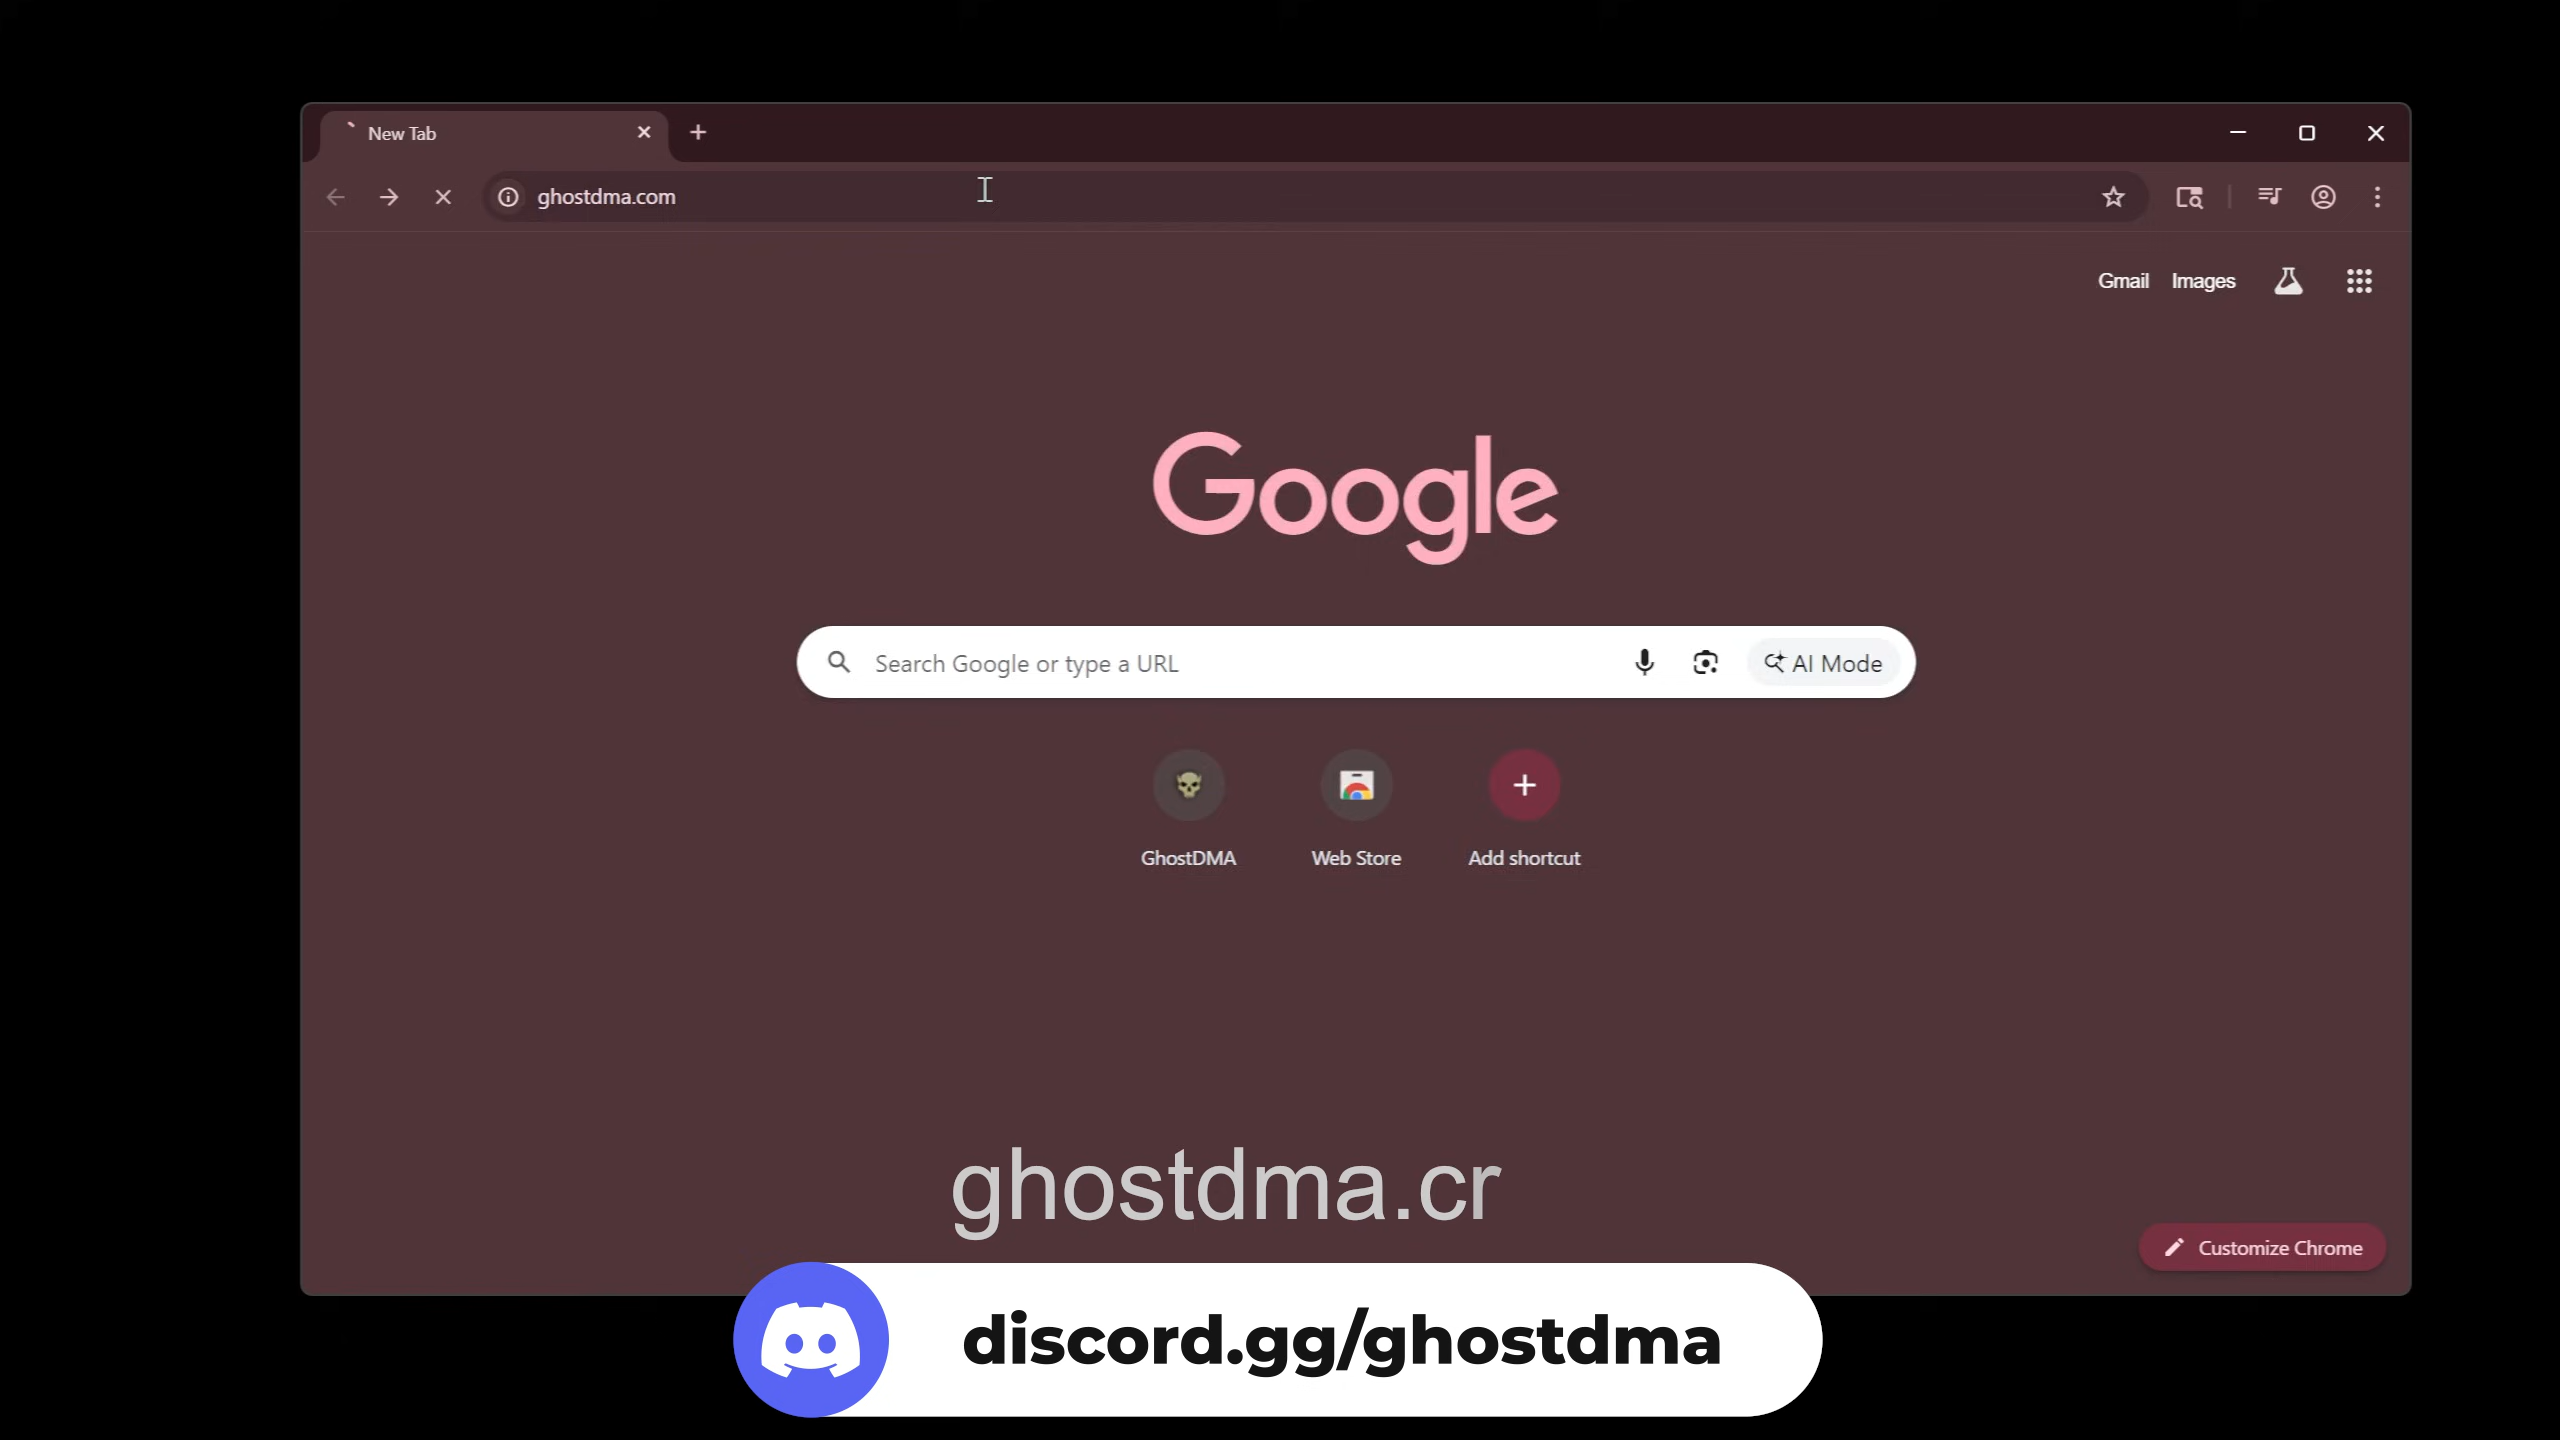 New Tab
ghostdma.com
Gmail Images
Google
Search Google or type a URL
AI Mode
GhostDMA
Web Store
Add shortcut
ghostdma.cr
Customize Chrome
discord.gg/ghostdma